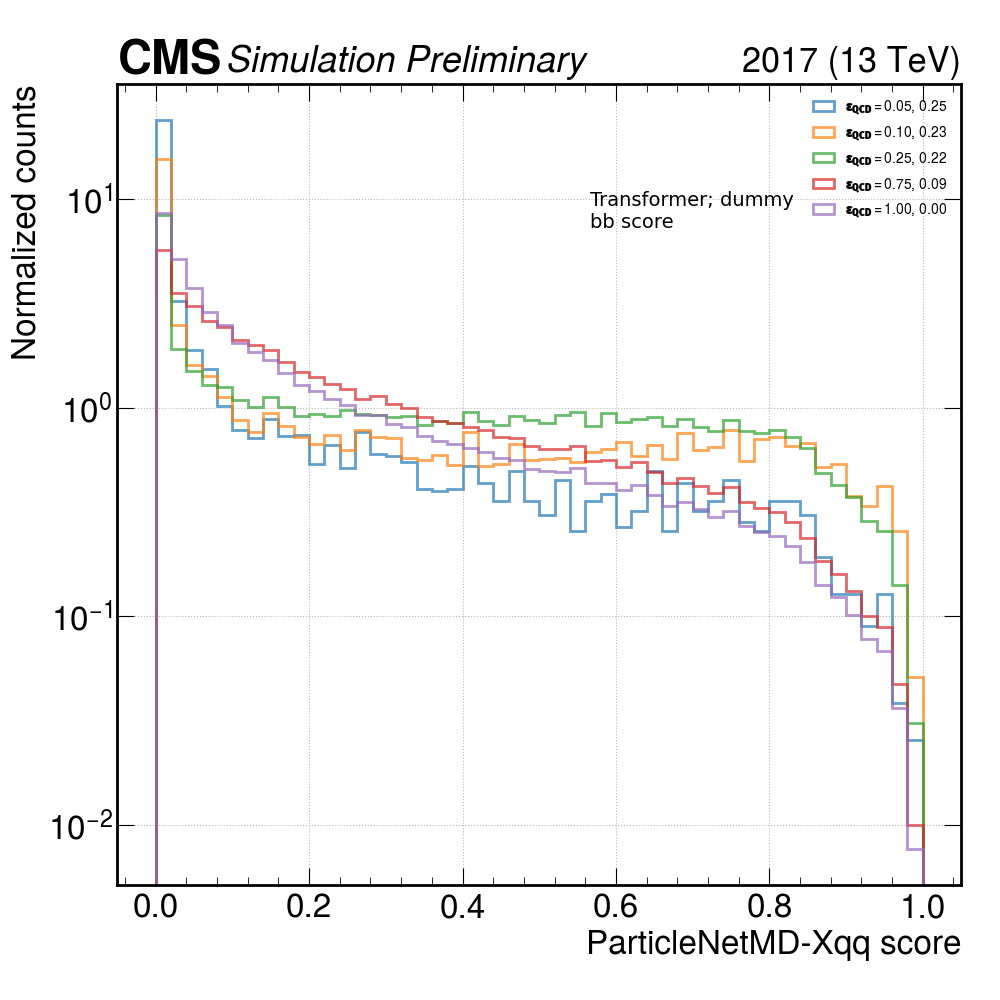 CMS Simulation Preliminary 2017 (13 TeV)
Normalized counts
ε_QCD = 0.05, 0.25
ε_QCD = 0.10, 0.23
ε_QCD = 0.25, 0.22
ε_QCD = 0.75, 0.09
ε_QCD = 1.00, 0.00
Transformer; dummy
bb score
10^1
10^0
10^−1
10^−2
0.0 0.2 0.4 0.6 0.8 1.0
ParticleNetMD-Xqq score